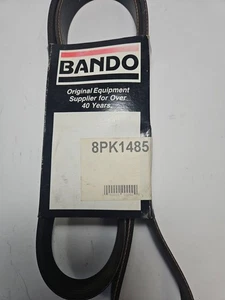 BANDO
Original Equipment
Supplier for Over
40 Years.
8PK1485